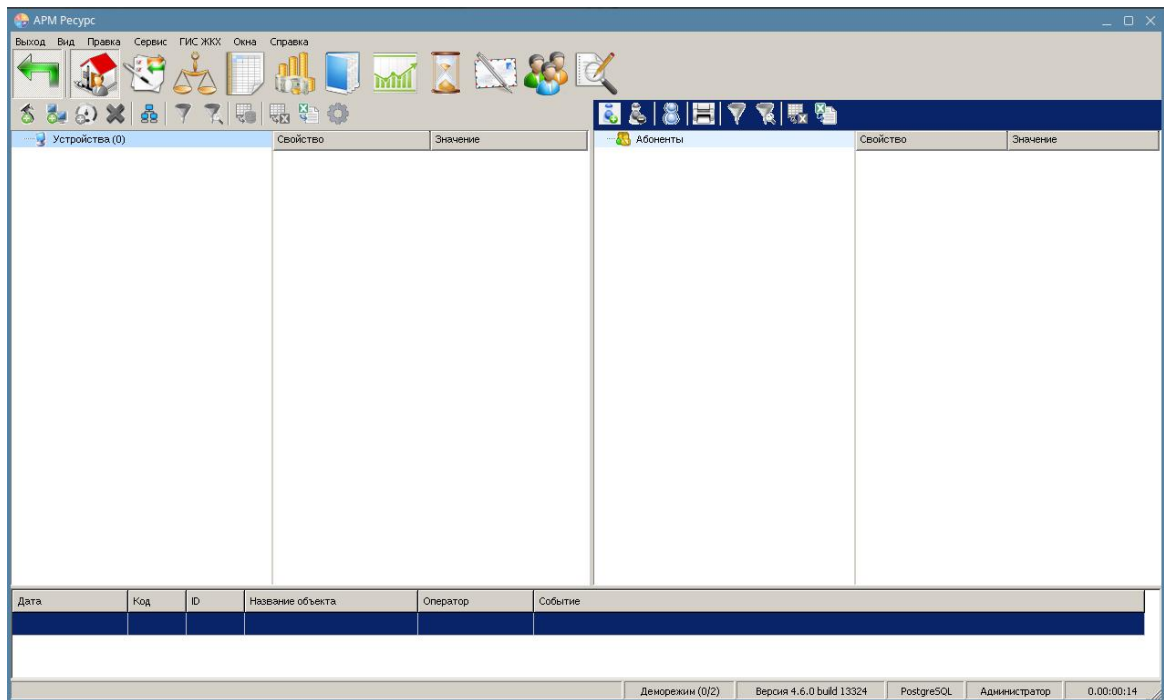 АРМ Ресурс
Выход Вид Правка Сервис ГИС ЖКХ Окна Справка
Устройства (0) Свойство Значение Абоненты Свойство Значение
Дата Код ID Название объекта Оператор Событие
Деморежим (0/2) Версия 4.6.0 build 13324 PostgreSQL Администратор 0.00:00:14